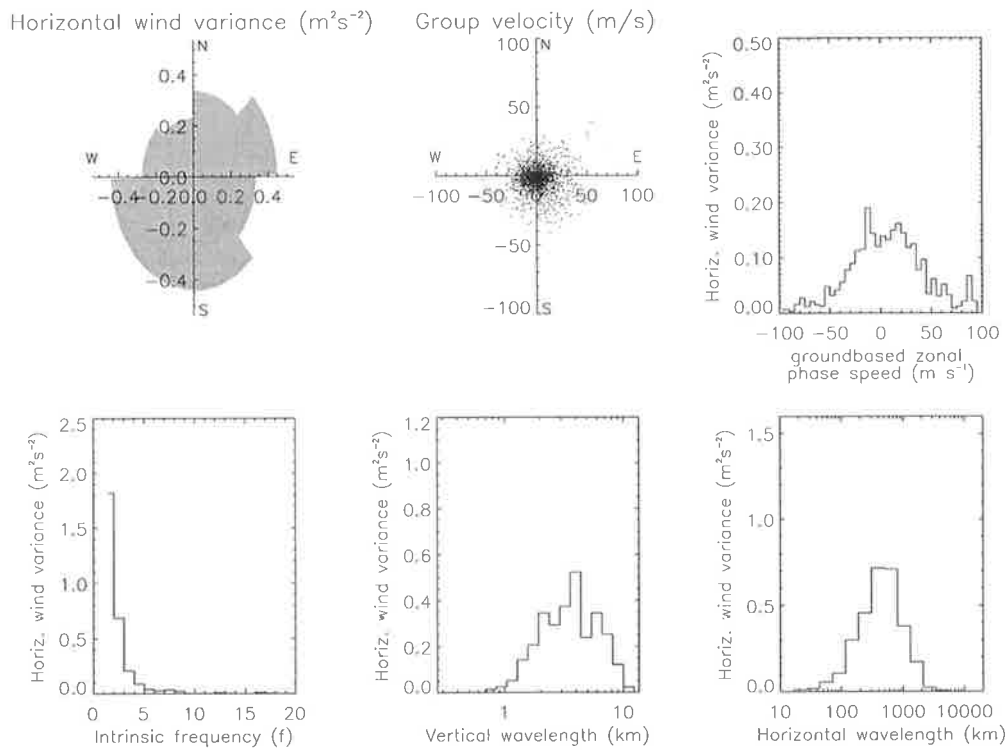 Horizontal wind variance (m²s⁻²)
N
0.4
0.2
W
0.0
E
-0.4-0.20.0 0.2 0.4
-0.2
-0.4
S
Group velocity (m/s)
100
N
50
W
E
-100 -50 0 50 100
-50
-100
S
Horiz. wind variance (m²s⁻²)
0.50
0.40
0.30
0.20
0.10
0.00
-100 -50 0 50 100
groundbased zonal
phase speed (m s⁻¹)
Horiz. wind variance (m²s⁻²)
2.5
2.0
1.5
1.0
0.5
0.0
0 5 10 15 20
Intrinsic frequency (f)
Horiz. wind variance (m²s⁻²)
1.2
1.0
0.8
0.6
0.4
0.2
0.0
1 10
Vertical wavelength (km)
Horiz. wind variance (m²s⁻²)
1.5
1.0
0.5
0.0
10 100 1000 10000
Horizontal wavelength (km)